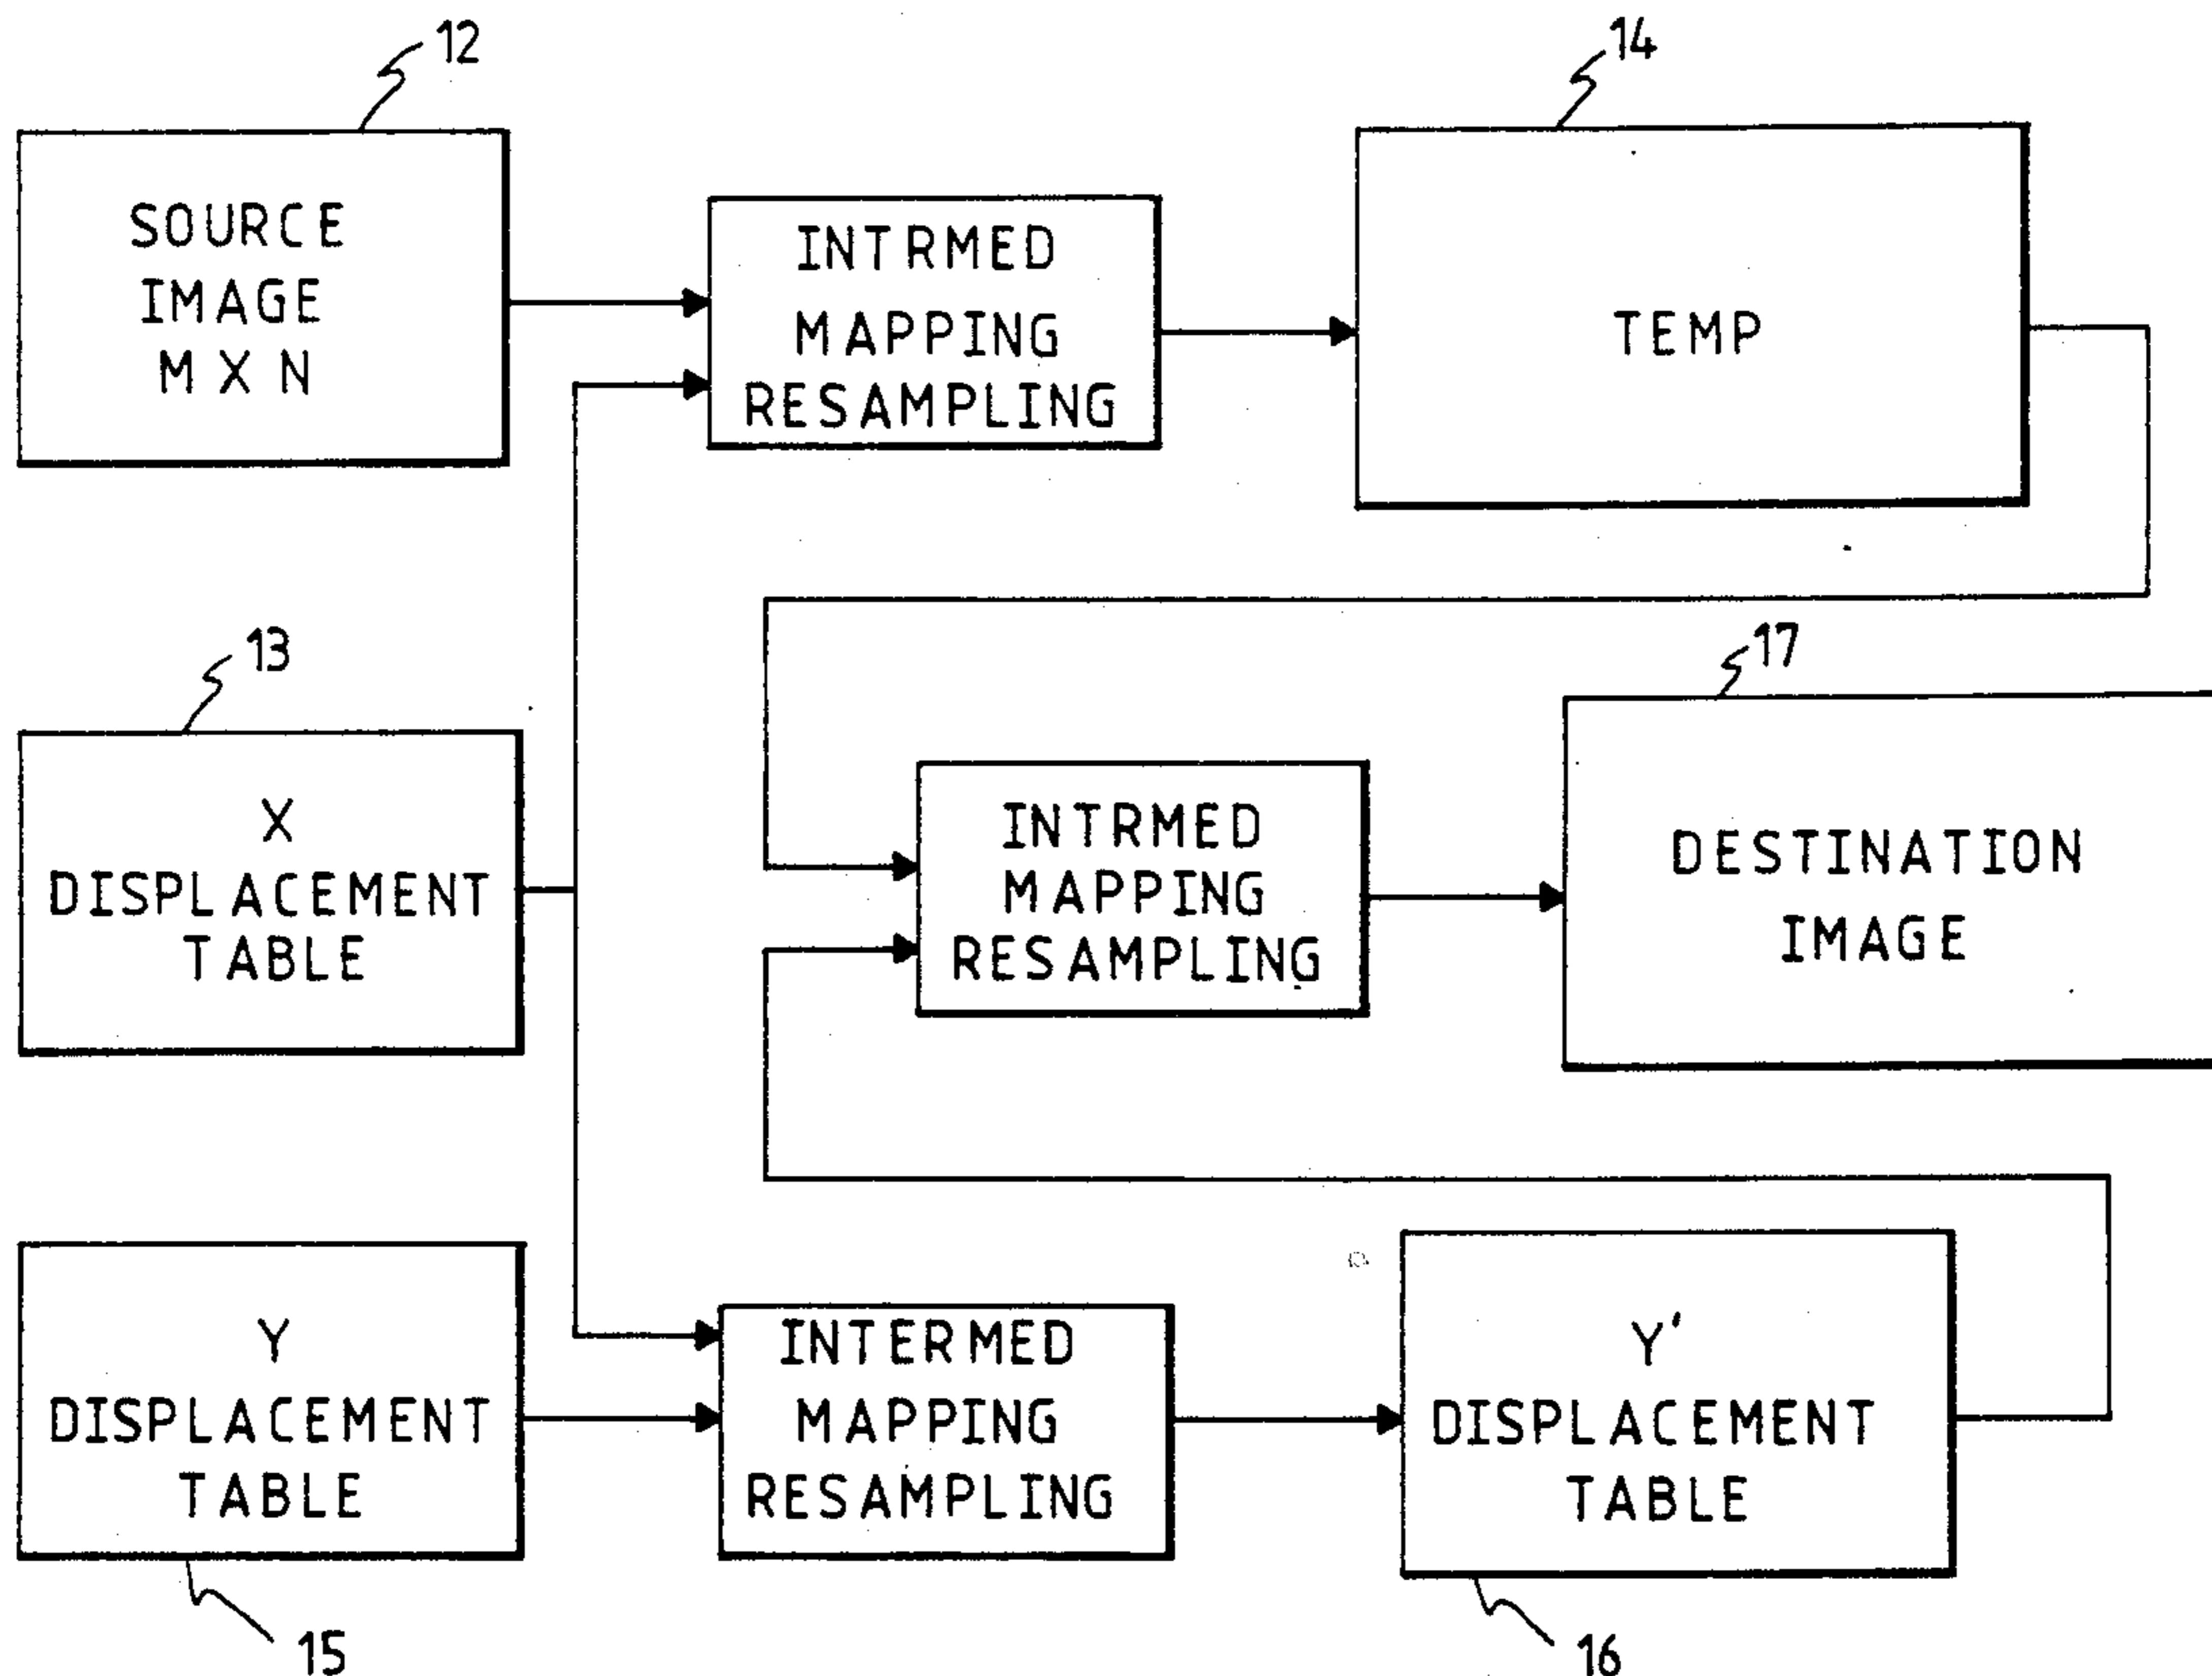 12
SOURCE
IMAGE
M X N
INTRMED
MAPPING
RESAMPLING
14
TEMP
13
X
DISPLACEMENT
TABLE
INTRMED
MAPPING
RESAMPLING
17
DESTINATION
IMAGE
Y
DISPLACEMENT
TABLE
15
INTERMED
MAPPING
RESAMPLING
Y'
DISPLACEMENT
TABLE
16